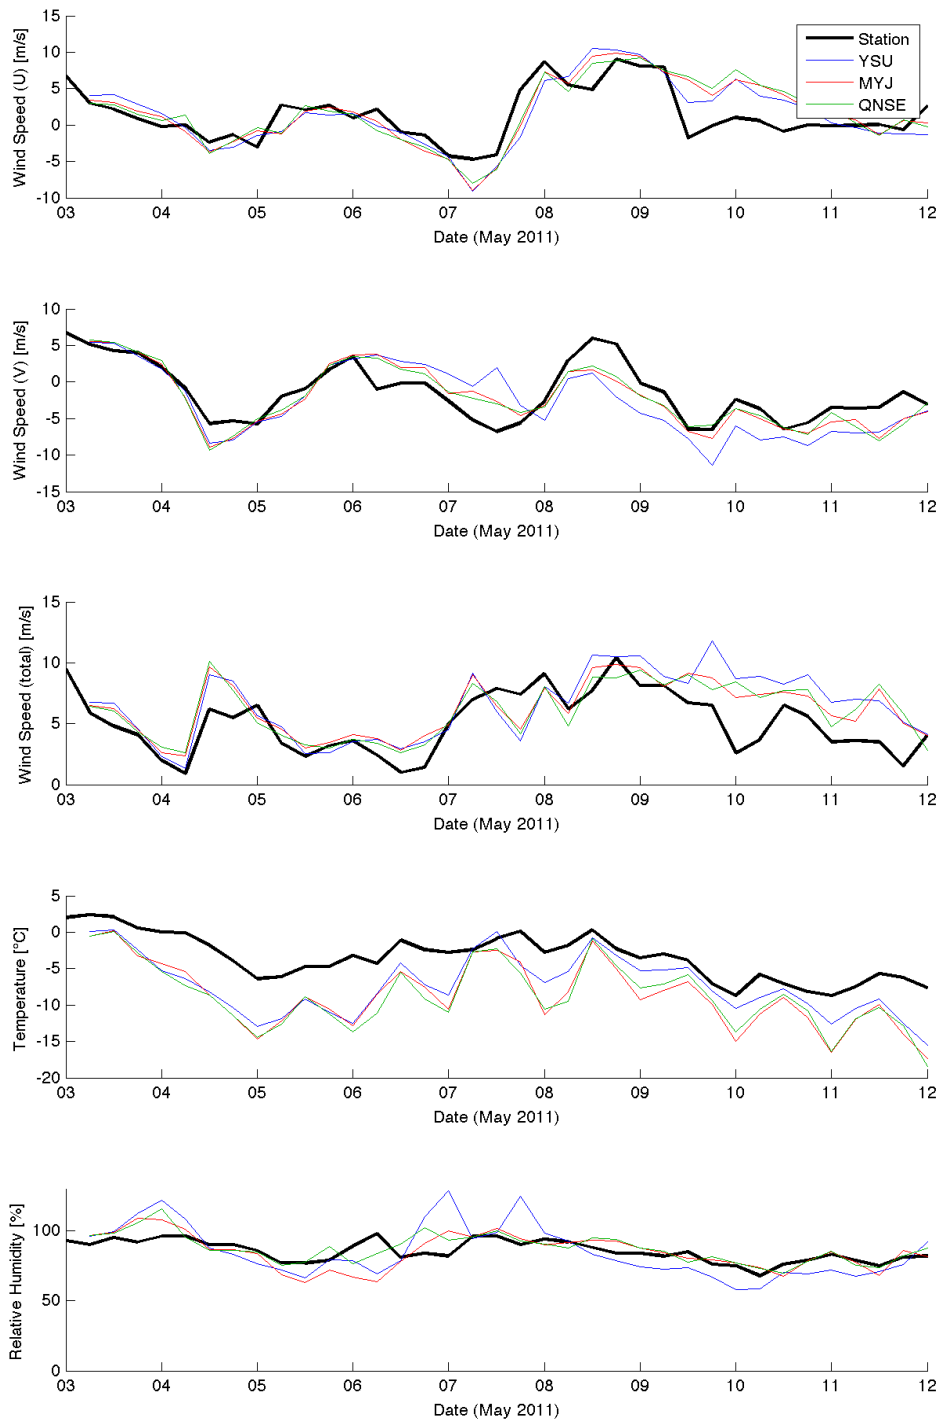 15
10
5
0
-5
-10
Wind Speed (U) [m/s]
Station
YSU
MYJ
QNSE
03 04 05 06 07 08 09 10 11 12
Date (May 2011)
10
5
0
-5
-10
-15
Wind Speed (V) [m/s]
03 04 05 06 07 08 09 10 11 12
Date (May 2011)
15
10
5
0
Wind Speed (total) [m/s]
03 04 05 06 07 08 09 10 11 12
Date (May 2011)
5
0
-5
-10
-15
-20
Temperature [°C]
03 04 05 06 07 08 09 10 11 12
Date (May 2011)
100
50
0
Relative Humidity [%]
03 04 05 06 07 08 09 10 11 12
Date (May 2011)